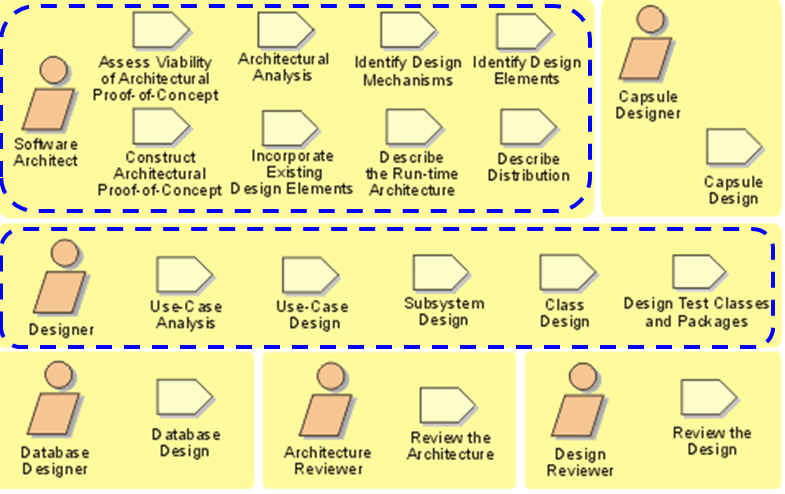 Software
Architect
Assess Viability
of Architectural
Proof-of-Concept
Architectural
Analysis
Identify Design
Mechanisms
Identify Design
Elements
Construct
Architectural
Proof-of-Concept
Incorporate
Existing
Design Elements
Describe
the Run-time
Architecture
Describe
Distribution
Capsule
Designer
Capsule
Design
Designer
Use-Case
Analysis
Use-Case
Design
Subsystem
Design
Class
Design
Design Test Classes
and Packages
Database
Designer
Database
Design
Architecture
Reviewer
Review the
Architecture
Design
Reviewer
Review the
Design